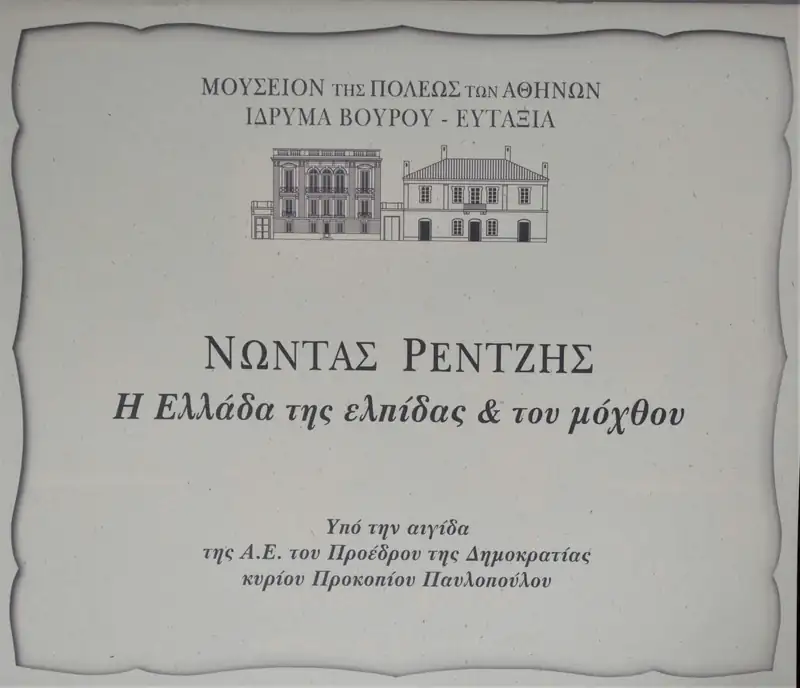 ΜΟΥΣΕΙΟΝ ΤΗΣ ΠΟΛΕΩΣ ΤΩΝ ΑΘΗΝΩΝ
ΙΔΡΥΜΑ ΒΟΥΡΟΥ - ΕΥΤΑΞΙΑ
ΝΩΝΤΑΣ ΡΕΝΤΖΗΣ
Η Ελλάδα της ελπίδας & του μόχθου
Υπό την αιγίδα
της Α.Ε. του Προέδρου της Δημοκρατίας
κυρίου Προκοπίου Παυλοπούλου